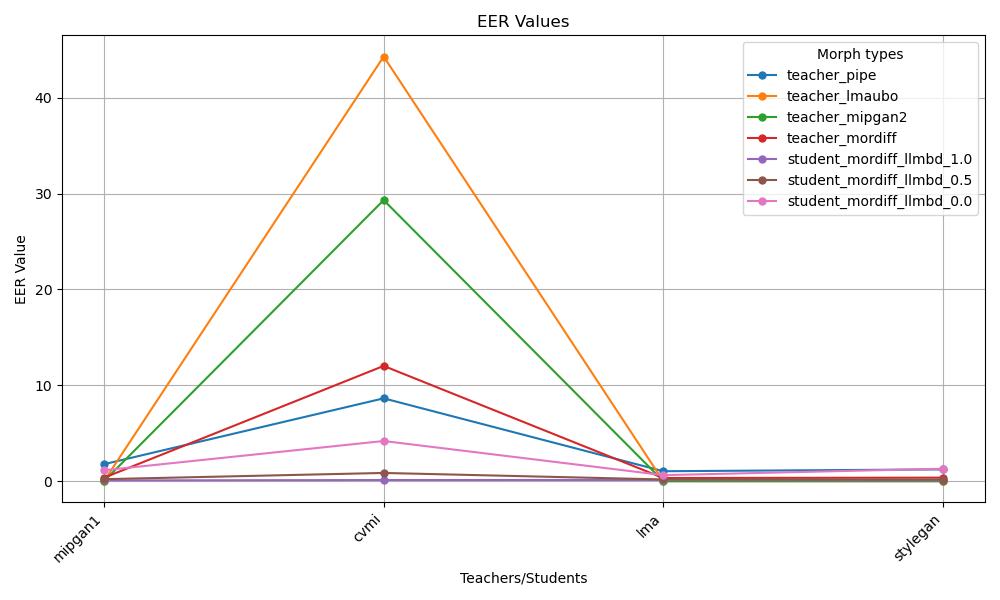 EER Values
Morph types
teacher_pipe
teacher_lmaubo
teacher_mipgan2
teacher_mordiff
student_mordiff_llmbd_1.0
student_mordiff_llmbd_0.5
student_mordiff_llmbd_0.0
EER Value
40
30
20
10
0
mipgan1
cvmi
lma
stylegan
Teachers/Students